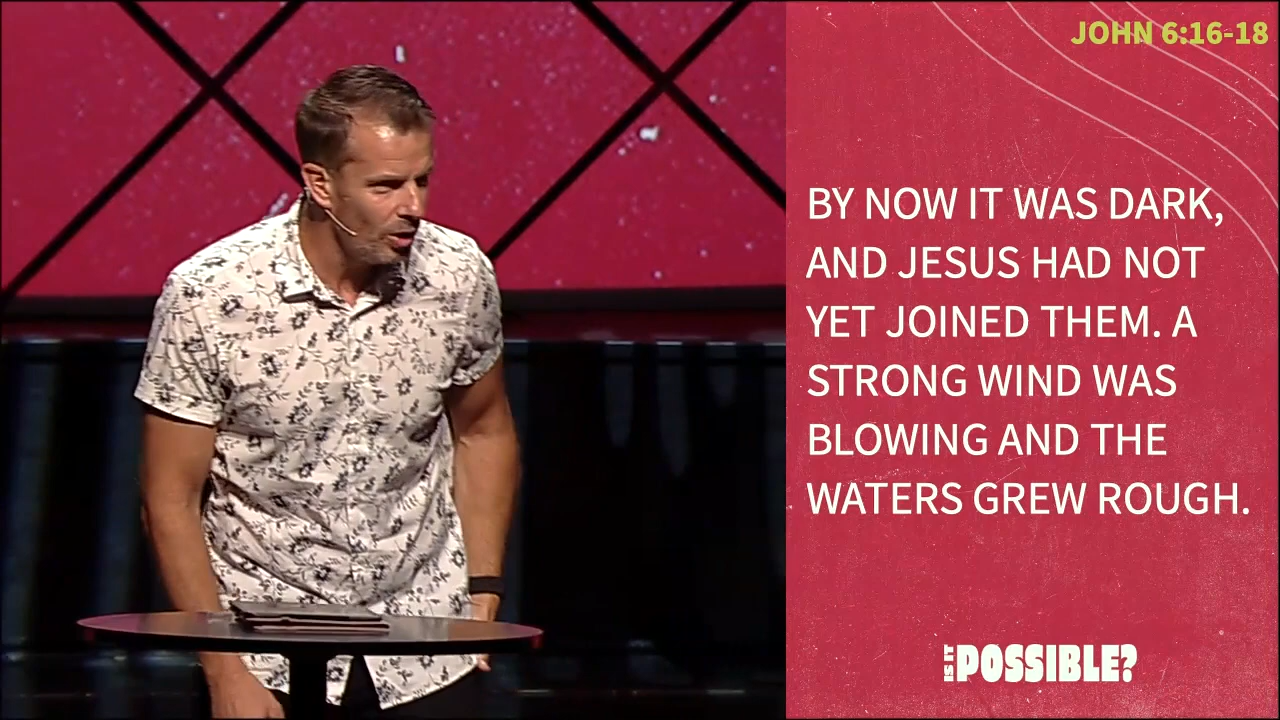 JOHN 6:16-18
BY NOW IT WAS DARK,
AND JESUS HAD NOT
YET JOINED THEM. A
STRONG WIND WAS
BLOWING AND THE
WATERS GREW ROUGH.
IS IT POSSIBLE?